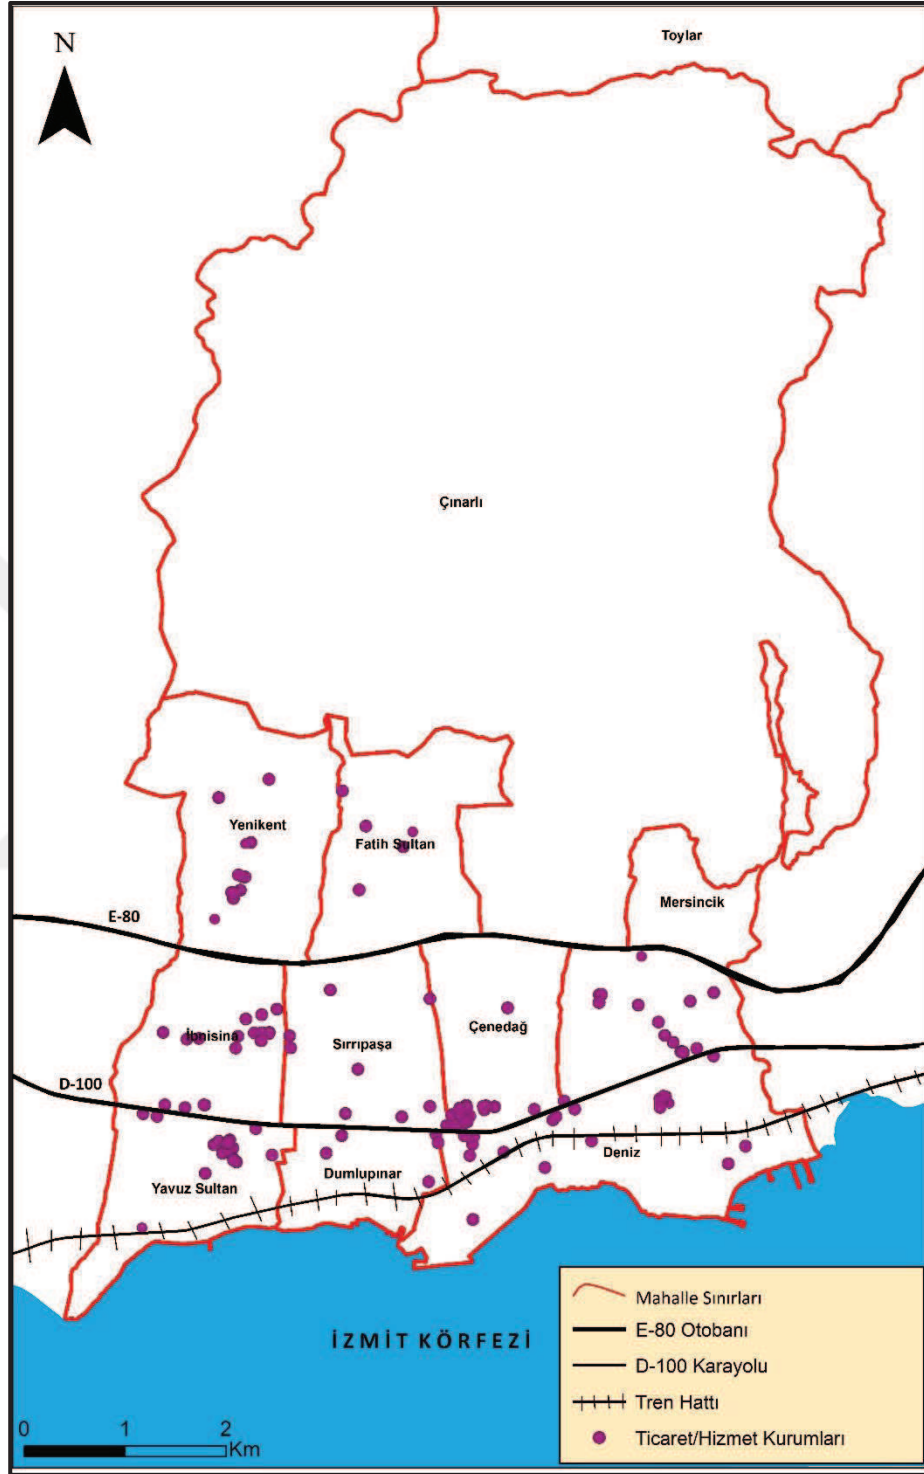 Toylar
N
Çınarlı
Yenikent
Fatih Sultan
Mersincik
E-80
İbnisina
Sırrıpaşa
Çenedağ
D-100
Deniz
Dumlupınar
Yavuz Sultan
İZMİT KÖRFEZİ
Mahalle Sınırları
E-80 Otobanı
D-100 Karayolu
Tren Hattı
Ticaret/Hizmet Kurumları
0 1 2
Km